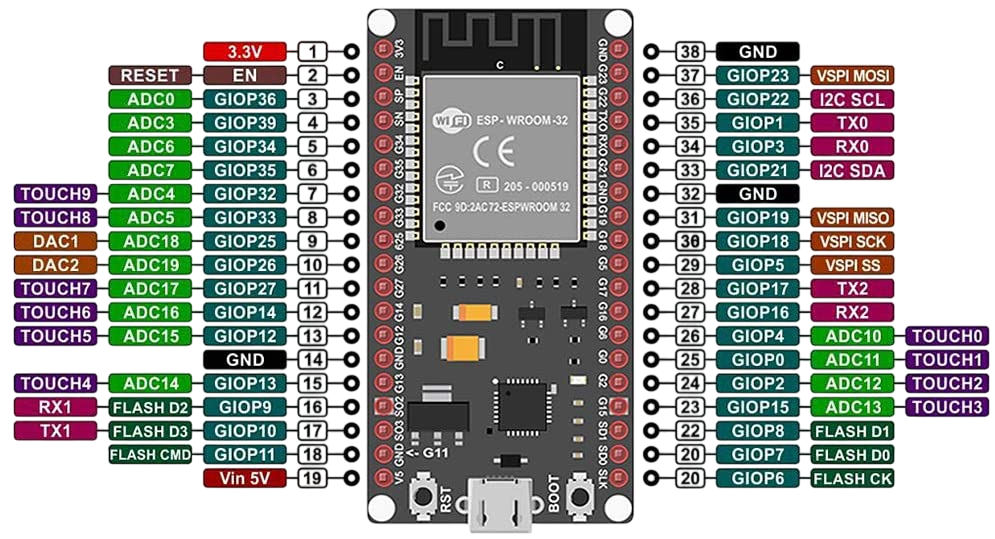 3.3V 1
RESET EN 2
ADC0 GIOP36 3
ADC3 GIOP39 4
ADC6 GIOP34 5
ADC7 GIOP35 6
TOUCH9 ADC4 GIOP32 7
TOUCH8 ADC5 GIOP33 8
DAC1 ADC18 GIOP25 9
DAC2 ADC19 GIOP26 10
TOUCH7 ADC17 GIOP27 11
TOUCH6 ADC16 GIOP14 12
TOUCH5 ADC15 GIOP12 13
GND 14
TOUCH4 ADC14 GIOP13 15
RX1 FLASH D2 GIOP9 16
TX1 FLASH D3 GIOP10 17
FLASH CMD GIOP11 18
Vin 5V 19
3V3
EN
SP
SN
G34
G35
G32
G33
G25
G26
G27
G14
G12
GND
G13
SO2
SO3
GND
V5
C
Wi Fi ESP - WROOM - 32
CE
R 205 - 000519
FCC 9D:2AC72-ESPWROOM 32
<- G11
RST
BOOT
GND
G23
G22
TXO
RXO
G21
GND
G19
G18
G5
G17
G16
G4
G0
G2
G15
SD1
SD0
SLK
38 GND
37 GIOP23 VSPI MOSI
36 GIOP22 I2C SCL
35 GIOP1 TX0
34 GIOP3 RX0
33 GIOP21 I2C SDA
32 GND
31 GIOP19 VSPI MISO
30 GIOP18 VSPI SCK
29 GIOP5 VSPI SS
28 GIOP17 TX2
27 GIOP16 RX2
26 GIOP4 ADC10 TOUCH0
25 GIOP0 ADC11 TOUCH1
24 GIOP2 ADC12 TOUCH2
23 GIOP15 ADC13 TOUCH3
22 GIOP8 FLASH D1
20 GIOP7 FLASH D0
20 GIOP6 FLASH CK